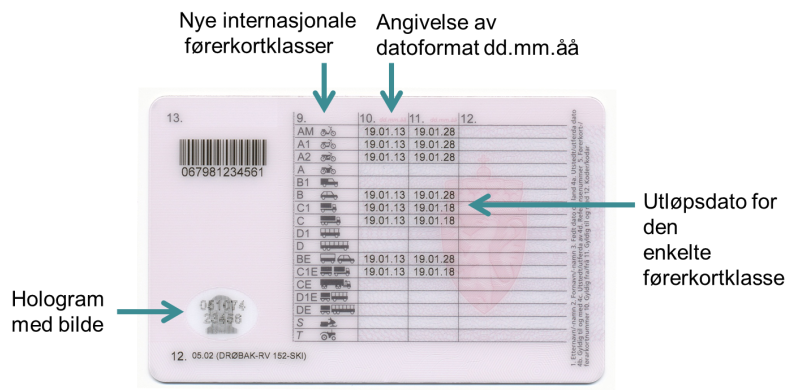 Nye internasjonale
førerkortklasser
Angivelse av
datoformat dd.mm.åå
13.
067981234561
9. 10. 11. 12.
AM 19.01.13 19.01.28
A1 19.01.13 19.01.28
A2 19.01.13 19.01.28
A
B1
B 19.01.13 19.01.28
C1 19.01.13 19.01.18
C 19.01.13 19.01.18
D1
D
BE 19.01.13 19.01.28
C1E 19.01.13 19.01.18
CE
D1E
DE
S
T
12. 05.02 (DRØBAK-RV 152-SKI)
Utløpsdato for
den
enkelte
førerkortklasse
Hologram
med bilde